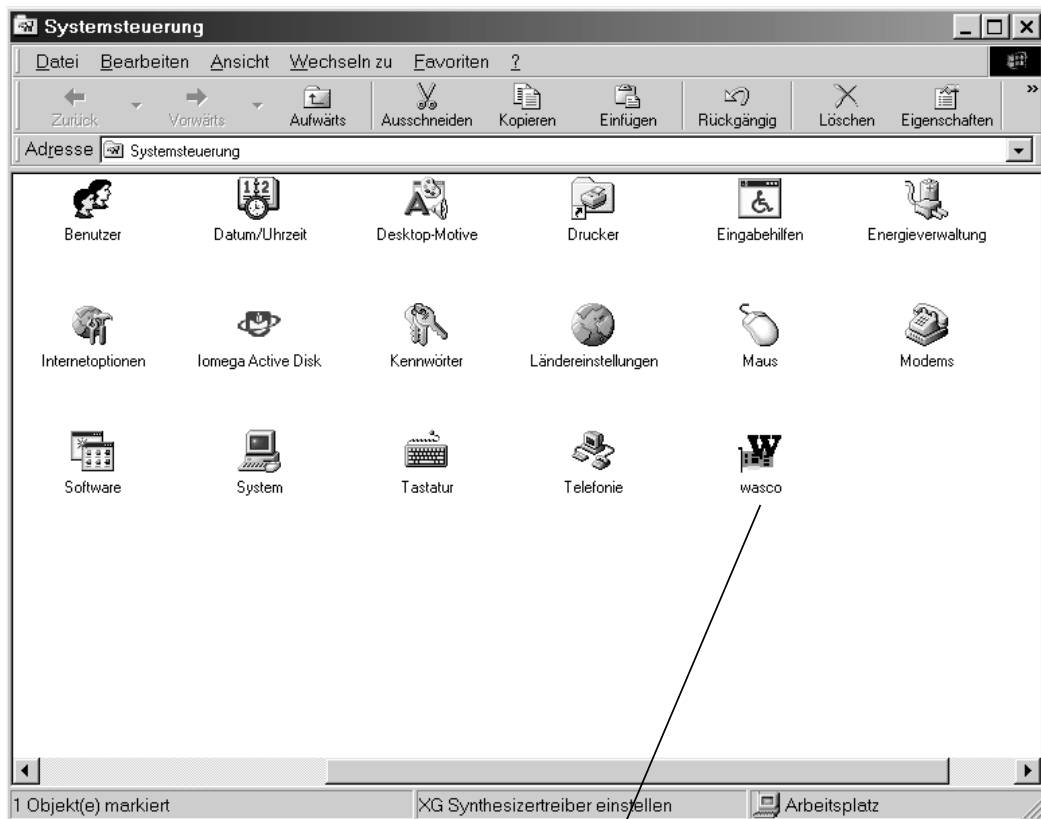 Systemsteuerung
Datei Bearbeiten Ansicht Wechseln zu Favoriten ?
Zurück Vorwärts Aufwärts Ausschneiden Kopieren Einfügen Rückgängig Löschen Eigenschaften »
Adresse Systemsteuerung
Benutzer Datum/Uhrzeit Desktop-Motive Drucker Eingabehilfen Energieverwaltung
Internetoptionen Iomega Active Disk Kennwörter Ländereinstellungen Maus Modems
Software System Tastatur Telefonie wasco
1 Objekt(e) markiert XG Synthesizertreiber einstellen Arbeitsplatz